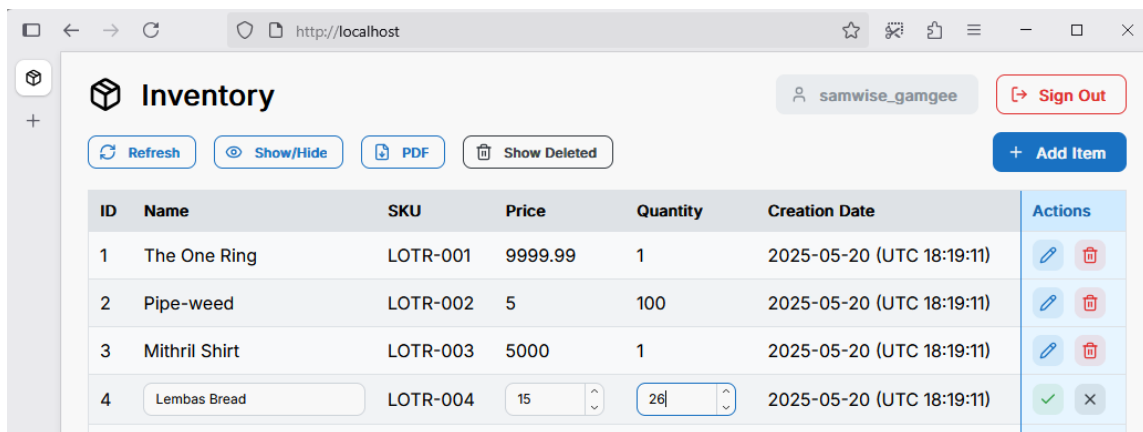 http://localhost
Inventory
samwise_gamgee
Sign Out
Refresh
Show/Hide
PDF
Show Deleted
Add Item
ID Name SKU Price Quantity Creation Date Actions
1 The One Ring LOTR-001 9999.99 1 2025-05-20 (UTC 18:19:11)
2 Pipe-weed LOTR-002 5 100 2025-05-20 (UTC 18:19:11)
3 Mithril Shirt LOTR-003 5000 1 2025-05-20 (UTC 18:19:11)
4 Lembas Bread LOTR-004 15 26 2025-05-20 (UTC 18:19:11)